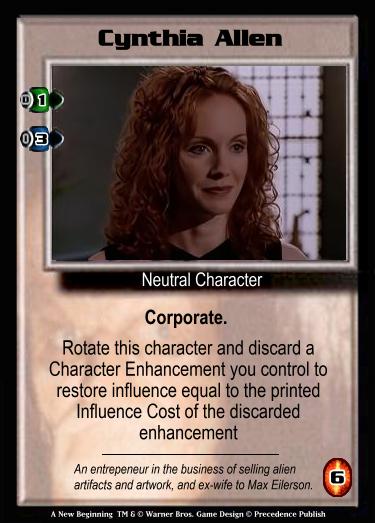 Cynthia Allen
1
3
Neutral Character
Corporate.
Rotate this character and discard a
Character Enhancement you control to
restore influence equal to the printed
Influence Cost of the discarded
enhancement
An entrepeneur in the business of selling alien
artifacts and artwork, and ex-wife to Max Eilerson.
6
A New Beginning TM & © Warner Bros. Game Design © Precedence Publish